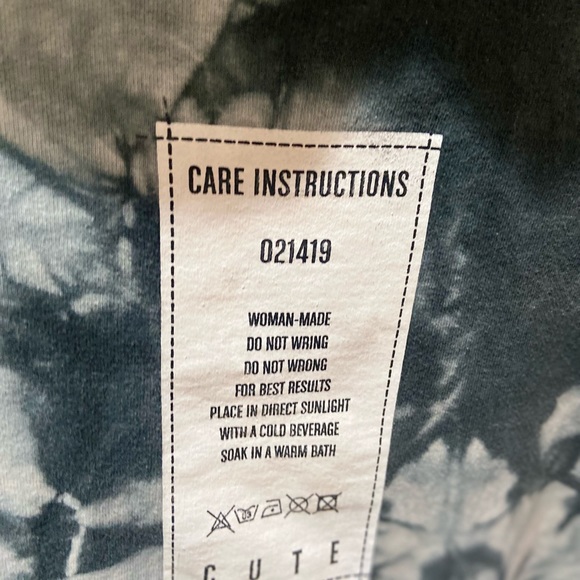 CARE INSTRUCTIONS
021419
WOMAN-MADE
DO NOT WRING
DO NOT WRONG
FOR BEST RESULTS
PLACE IN DIRECT SUNLIGHT
WITH A COLD BEVERAGE
SOAK IN A WARM BATH
CUTE